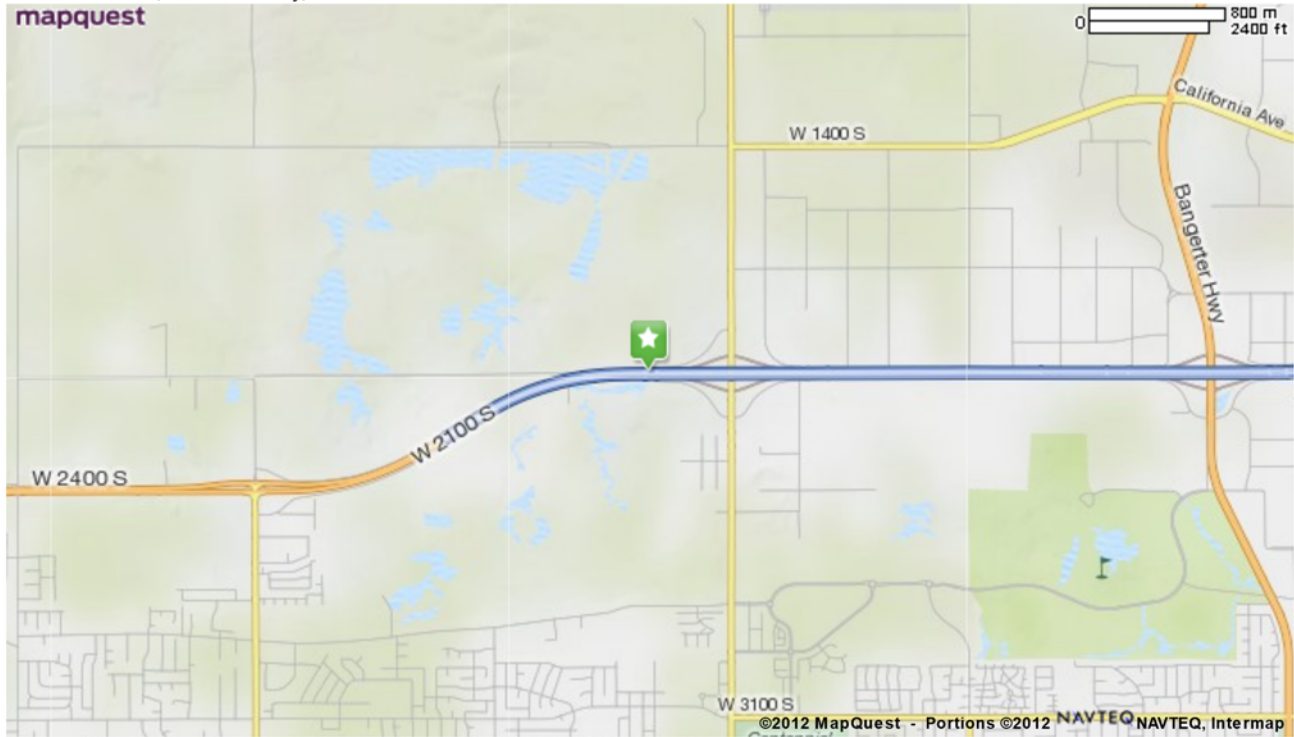 mapquest
0
800 m
2400 ft
California Ave
W 1400 S
Bangerter Hwy
W 2100 S
W 2400 S
W 3100 S
©2012 MapQuest - Portions ©2012 NAVTEQ NAVTEQ, Intermap